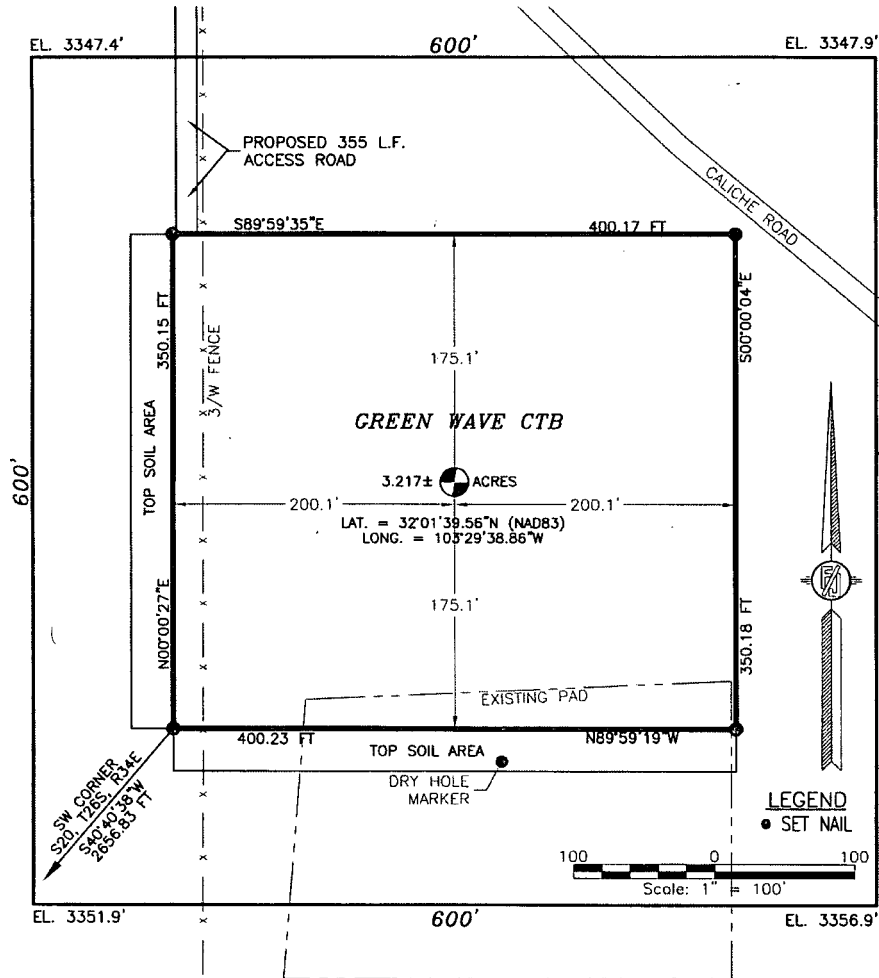 EL. 3347.4'
600'
EL. 3347.9'
PROPOSED 355 L.F.
ACCESS ROAD
CALICHE ROAD
S89°59'35"E
400.17 FT
350.15 FT
3/W FENCE
S00°00'04"E
175.1'
TOP SOIL AREA
GREEN WAVE CTB
600'
3.217± ACRES
200.1'
200.1'
LAT. = 32°01'39.56"N (NAD83)
LONG. = 103°29'38.86"W
N00°00'27"E
175.1'
350.18 FT
EXISTING PAD
400.23 FT
N89°59'19"W
TOP SOIL AREA
DRY HOLE
MARKER
SW CORNER
S20, T26S, R34E
S40°40'38"W
2656.83 FT
LEGEND
SET NAIL
100 0 100
Scale: 1" = 100'
EL. 3351.9'
600'
EL. 3356.9'